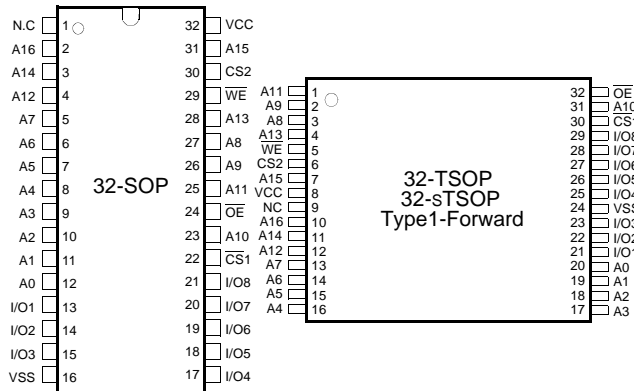 N.C 1 32 VCC
A16 2 31 A15
A14 3 30 CS2
A12 4 29 WE
A7 5 28 A13
A6 6 27 A8
A5 7 26 A9
A4 8 25 A11
A3 9 24 OE
A2 10 23 A10
A1 11 22 CS1
A0 12 21 I/O8
I/O1 13 20 I/O7
I/O2 14 19 I/O6
I/O3 15 18 I/O5
VSS 16 17 I/O4
32-SOP
A11 1 32 OE
A9 2 31 A10
A8 3 30 CS1
A13 4 29 I/O8
WE 5 28 I/O7
CS2 6 27 I/O6
A15 7 26 I/O5
VCC 8 25 I/O4
NC 9 24 VSS
A16 10 23 I/O3
A14 11 22 I/O2
A12 12 21 I/O1
A7 13 20 A0
A6 14 19 A1
A5 15 18 A2
A4 16 17 A3
32-TSOP
32-sTSOP
Type1-Forward